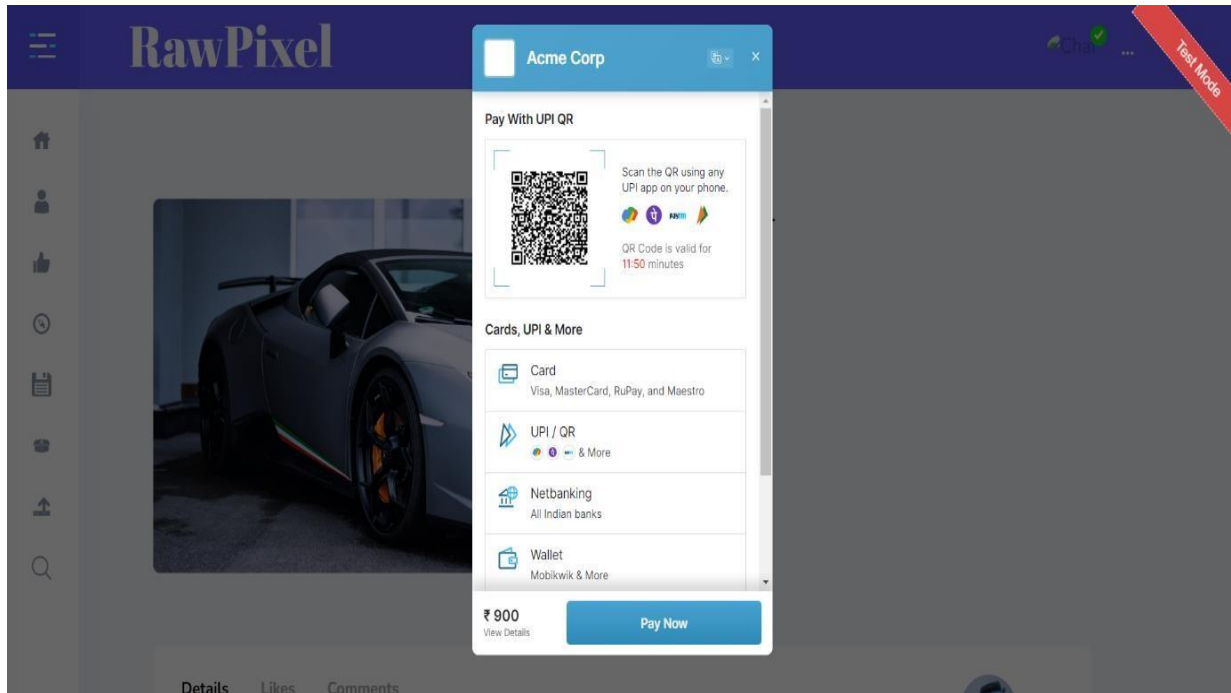 RawPixel
Acme Corp
Test Mode
Pay With UPI QR
Scan the QR using any
UPI app on your phone.
QR Code is valid for
11:50 minutes
Cards, UPI & More
Card
Visa, MasterCard, RuPay, and Maestro
UPI / QR
& More
Netbanking
All Indian banks
Wallet
Mobikwik & More
₹ 900
View Details
Pay Now
Details Likes Comments